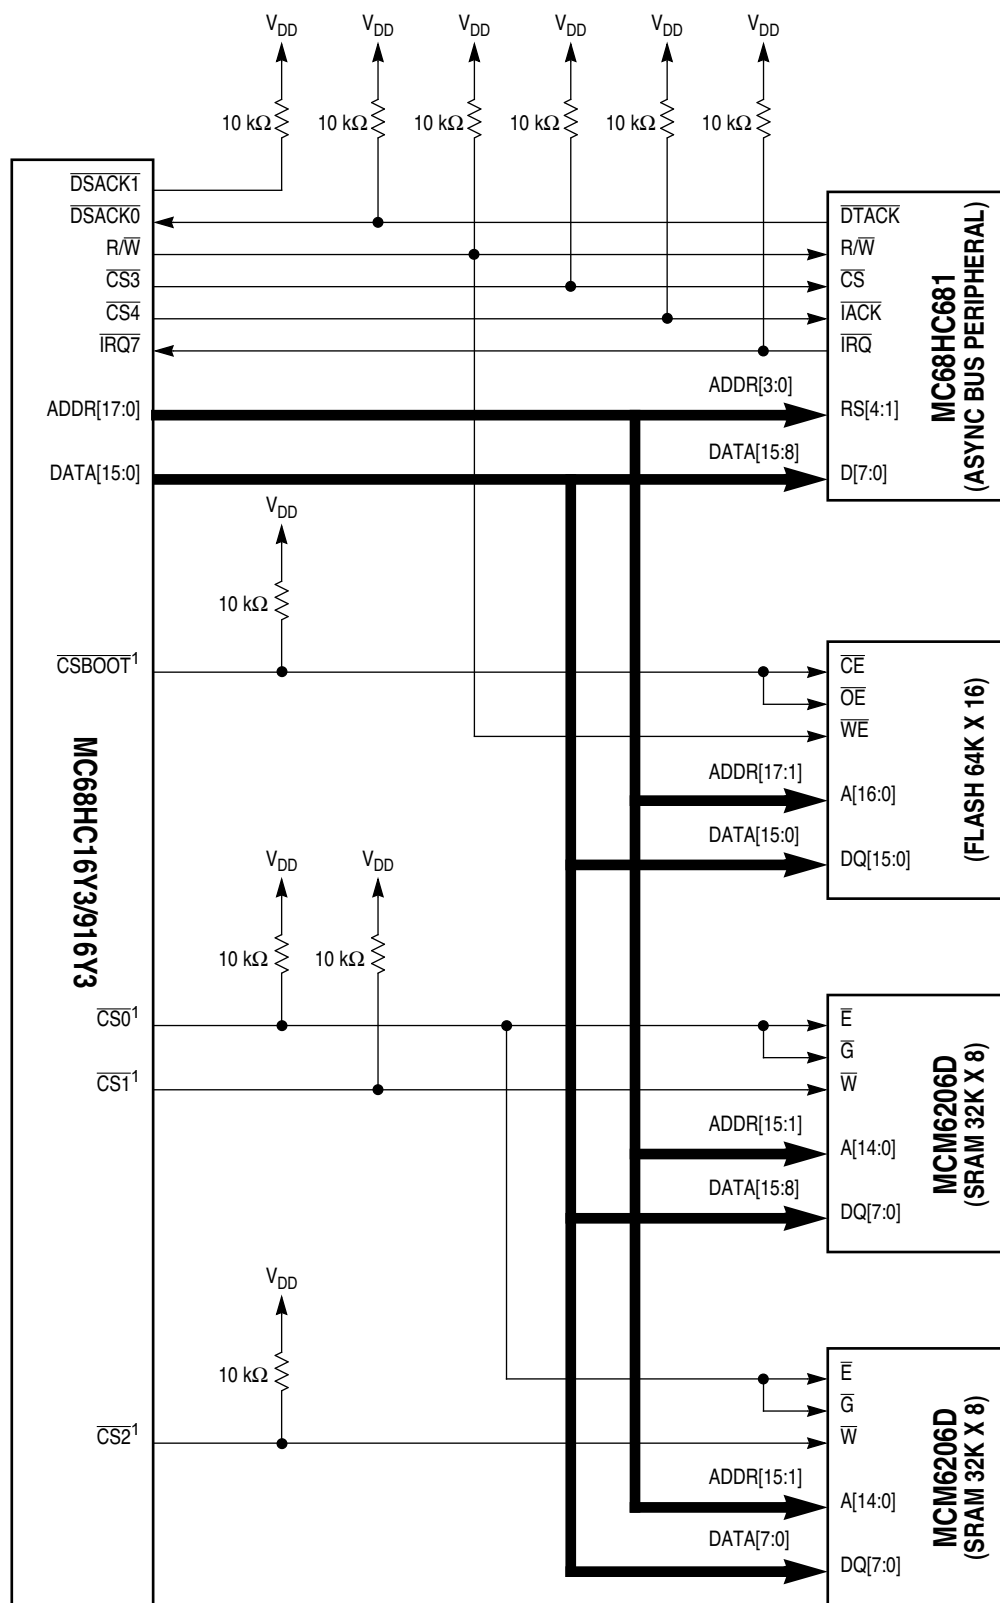 VDD VDD VDD VDD VDD VDD
10 kΩ 10 kΩ 10 kΩ 10 kΩ 10 kΩ 10 kΩ
MC68HC16Y3/916Y3
DSACK1
DSACK0
R/W
CS3
CS4
IRQ7
ADDR[17:0]
DATA[15:0]
DTACK
R/W
CS
IACK
IRQ
ADDR[3:0]
RS[4:1]
DATA[15:8]
D[7:0]
MC68HC681
(ASYNC BUS PERIPHERAL)
VDD
10 kΩ
CSBOOT1
CE
OE
WE
ADDR[17:1]
A[16:0]
DATA[15:0]
DQ[15:0]
(FLASH 64K X 16)
VDD VDD
10 kΩ 10 kΩ
CS01
CS11
E
G
W
ADDR[15:1]
A[14:0]
DATA[15:8]
DQ[7:0]
MCM6206D
(SRAM 32K X 8)
VDD
10 kΩ
CS21
E
G
W
ADDR[15:1]
A[14:0]
DATA[7:0]
DQ[7:0]
MCM6206D
(SRAM 32K X 8)